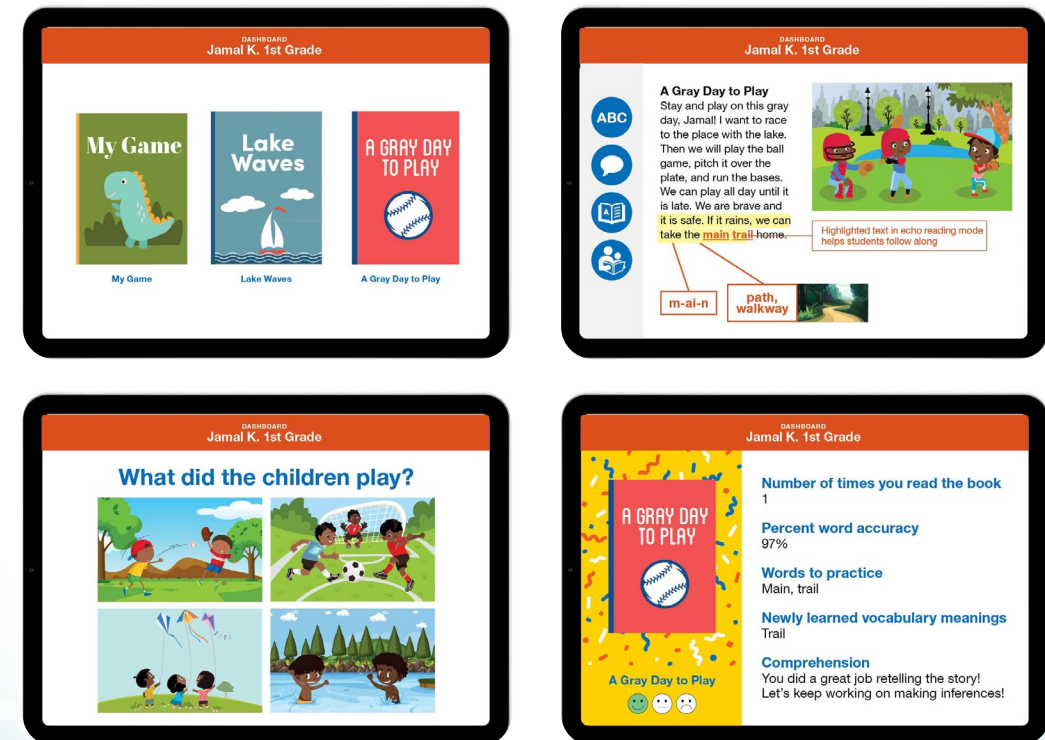 DASHBOARD
Jamal K. 1st Grade
My Game
Lake
Waves
A GRAY DAY
TO PLAY
My Game
Lake Waves
A Gray Day to Play
DASHBOARD
Jamal K. 1st Grade
ABC
A
A Gray Day to Play
Stay and play on this gray
day, Jamal! I want to race
to the place with the lake.
Then we will play the ball
game, pitch it over the
plate, and run the bases.
We can play all day until it
is late. We are brave and
it is safe. If it rains, we can
take the main trail home.
Highlighted text in echo reading mode
helps students follow along
m-ai-n
path,
walkway
DASHBOARD
Jamal K. 1st Grade
What did the children play?
DASHBOARD
Jamal K. 1st Grade
A GRAY DAY
TO PLAY
A Gray Day to Play
Number of times you read the book
1
Percent word accuracy
97%
Words to practice
Main, trail
Newly learned vocabulary meanings
Trail
Comprehension
You did a great job retelling the story!
Let's keep working on making inferences!